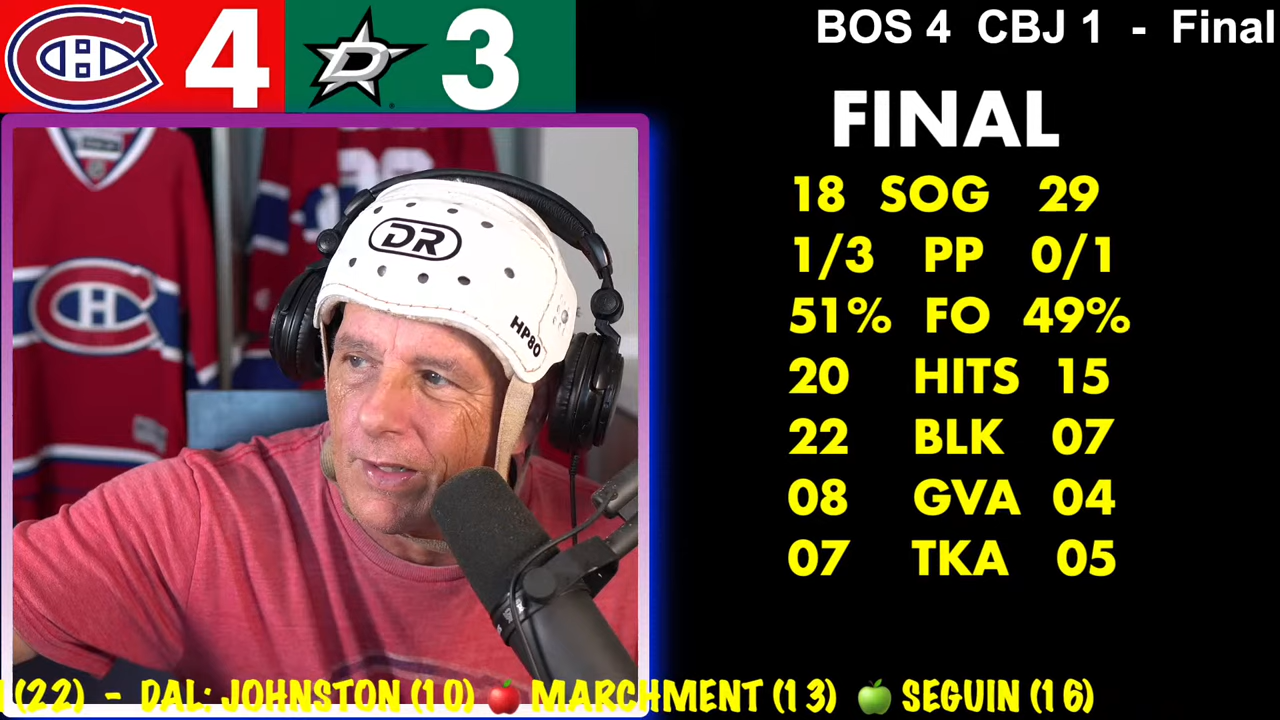 4 3
BOS 4 CBJ 1 - Final
FINAL
18 SOG 29
1/3 PP 0/1
51% FO 49%
20 HITS 15
22 BLK 07
08 GVA 04
07 TKA 05
DR
HP80
(22) - DAL: JOHNSTON (10) 🍎 MARCHMENT (13) 🍏 SEGUIN (16)